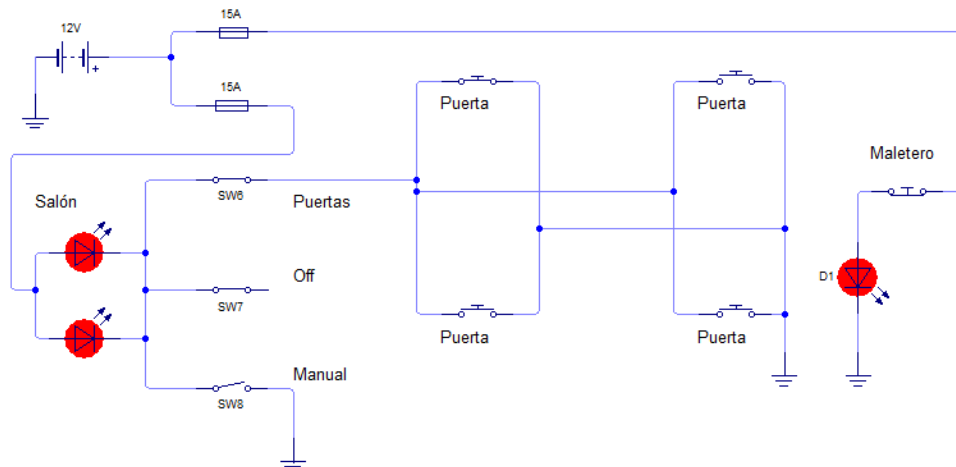 15A
12V
+
15A
Puerta
Puerta
Maletero
SW6
Salón
Puertas
Off
D1
SW7
Puerta
Puerta
Manual
SW8